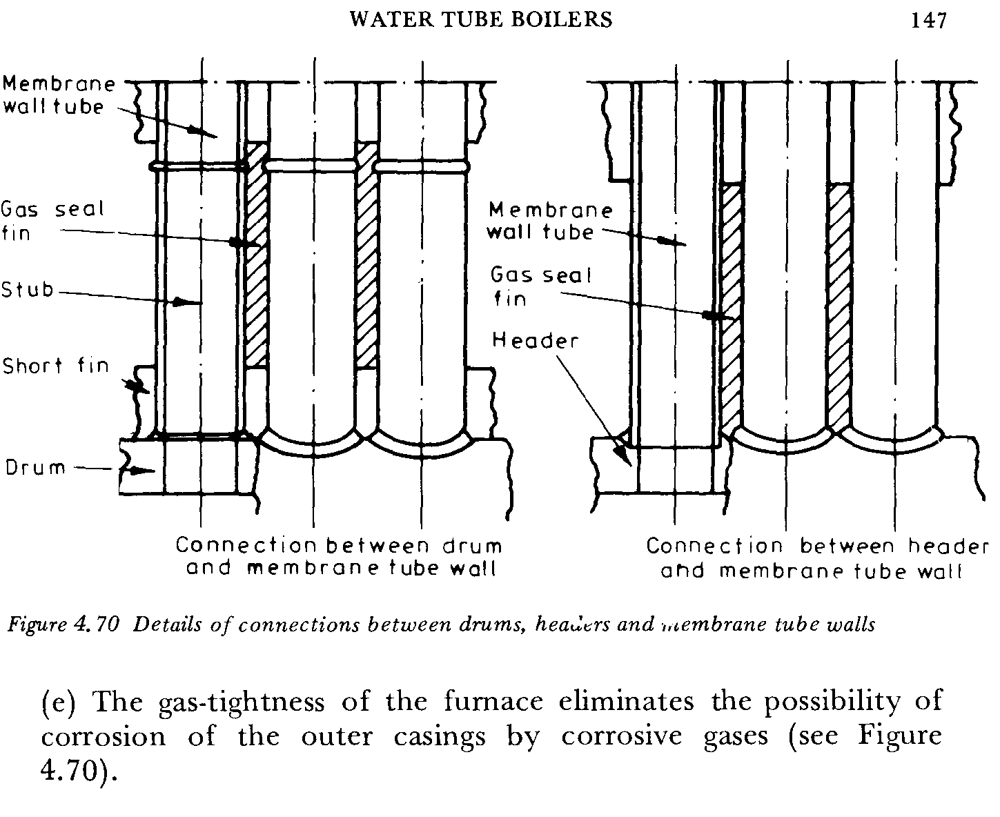 WATER TUBE BOILERS 147
Membrane
wall tube
Gas seal
fin
Stub
Short fin
Drum
Connection between drum
and membrane tube wall
Membrane
wall tube
Gas seal
fin
Header
Connection between header
and membrane tube wall
Figure 4.70 Details of connections between drums, headers and membrane tube walls
(e) The gas-tightness of the furnace eliminates the possibility of
corrosion of the outer casings by corrosive gases (see Figure
4.70).